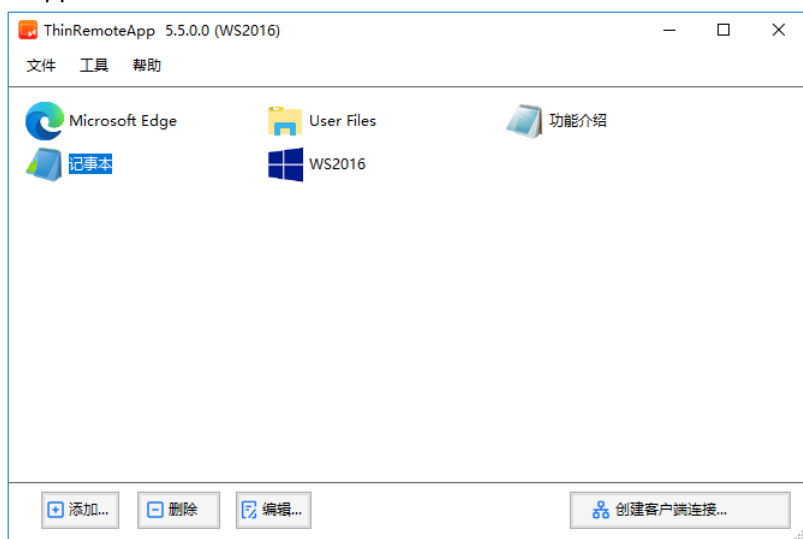 ThinRemoteApp 5.5.0.0 (WS2016)
文件 工具 帮助
Microsoft Edge User Files 功能介绍
记事本 WS2016
添加... 删除 编辑... 创建客户端连接...